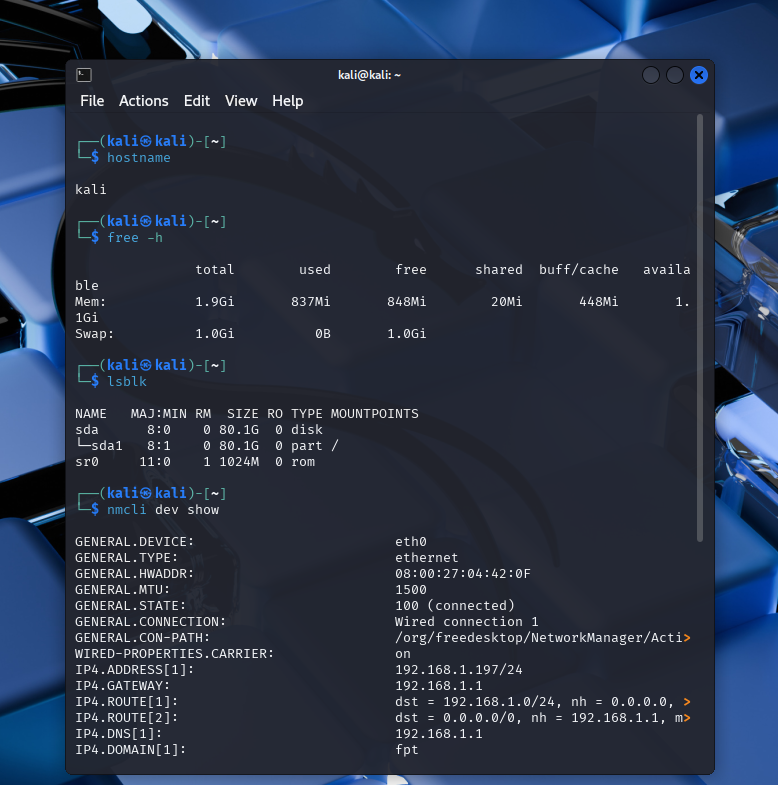 kali@kali: ~
File Actions Edit View Help
┌──(kali㉿kali)-[~]
└─$ hostname
kali
┌──(kali㉿kali)-[~]
└─$ free -h
total used free shared buff/cache availa
ble
Mem: 1.9Gi 837Mi 848Mi 20Mi 448Mi 1.
1Gi
Swap: 1.0Gi 0B 1.0Gi
┌──(kali㉿kali)-[~]
└─$ lsblk
NAME MAJ:MIN RM SIZE RO TYPE MOUNTPOINTS
sda 8:0 0 80.1G 0 disk
└─sda1 8:1 0 80.1G 0 part /
sr0 11:0 1 1024M 0 rom
┌──(kali㉿kali)-[~]
└─$ nmcli dev show
GENERAL.DEVICE: eth0
GENERAL.TYPE: ethernet
GENERAL.HWADDR: 08:00:27:04:42:0F
GENERAL.MTU: 1500
GENERAL.STATE: 100 (connected)
GENERAL.CONNECTION: Wired connection 1
GENERAL.CON-PATH: /org/freedesktop/NetworkManager/Acti>
WIRED-PROPERTIES.CARRIER: on
IP4.ADDRESS[1]: 192.168.1.197/24
IP4.GATEWAY: 192.168.1.1
IP4.ROUTE[1]: dst = 192.168.1.0/24, nh = 0.0.0.0, >
IP4.ROUTE[2]: dst = 0.0.0.0/0, nh = 192.168.1.1, m>
IP4.DNS[1]: 192.168.1.1
IP4.DOMAIN[1]: fpt